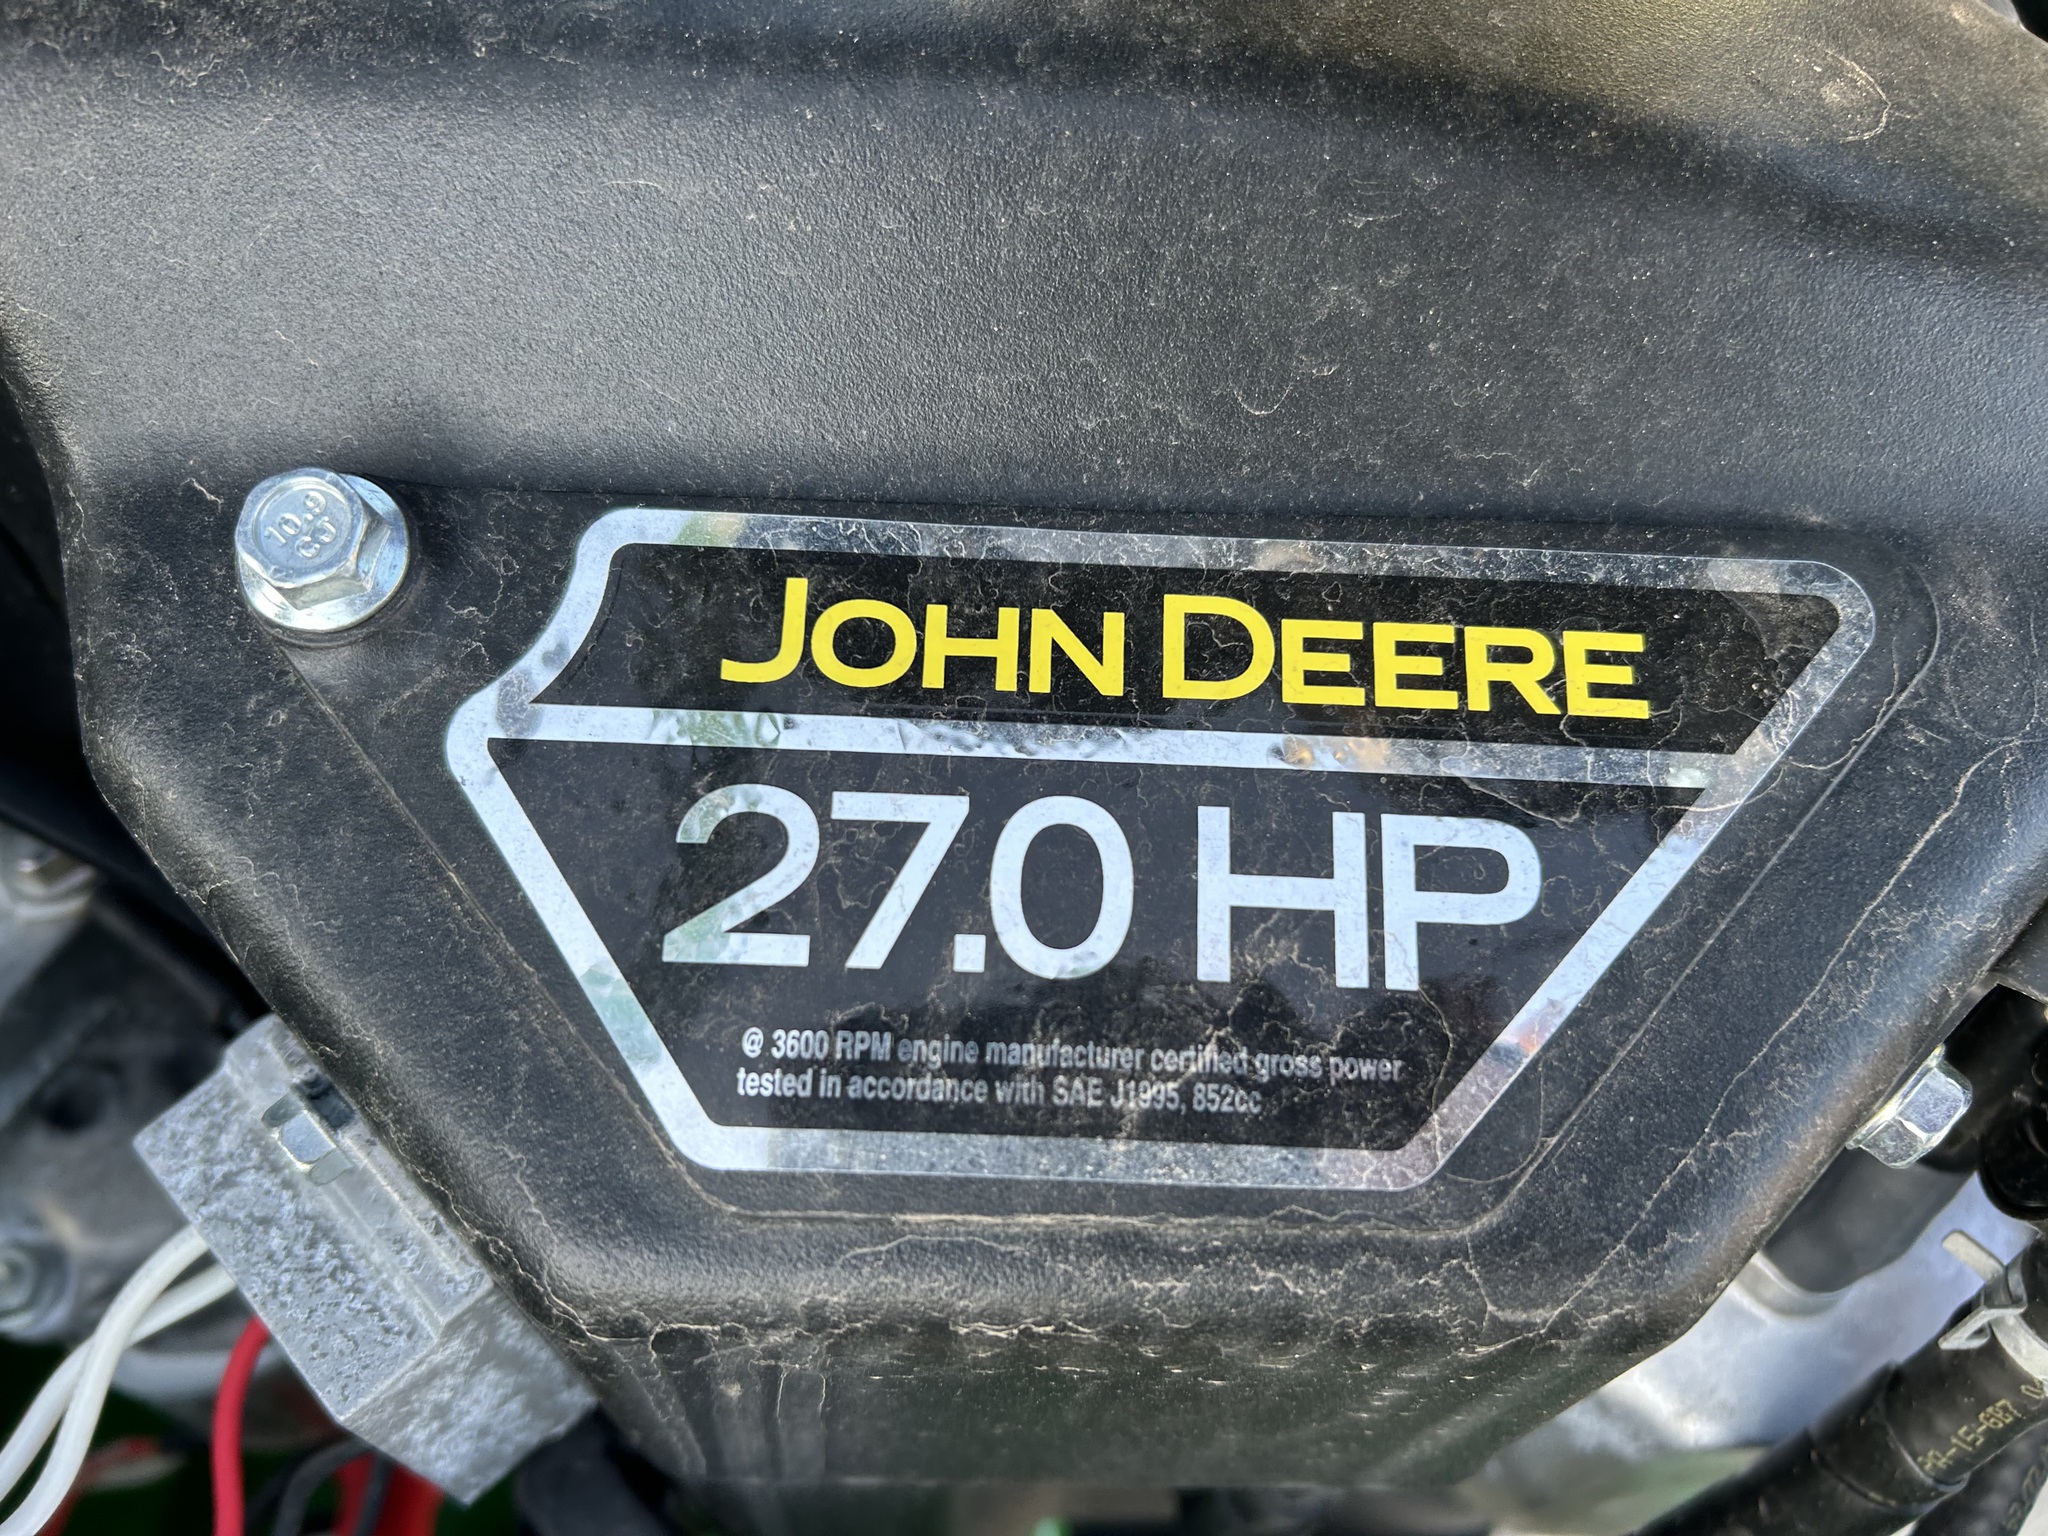 10.9
CJ
JOHN DEERE
27.0 HP
@ 3600 RPM engine manufacturer certified gross power
tested in accordance with SAE J1995, 852cc